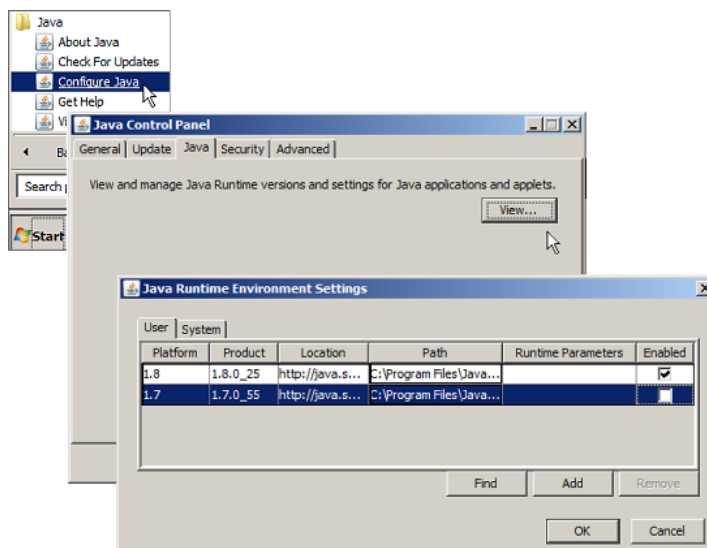 Java
About Java
Check For Updates
Configure Java
Get Help
Vi
Java Control Panel
Ba
General Update Java Security Advanced
Search
View and manage Java Runtime versions and settings for Java applications and applets.
View...
Start
Java Runtime Environment Settings
User System
Platform Product Location Path Runtime Parameters Enabled
1.8 1.8.0_25 http://java.s... C:\Program Files\Java...
1.7 1.7.0_55 http://java.s... C:\Program Files\Java...
Find Add Remove
OK Cancel